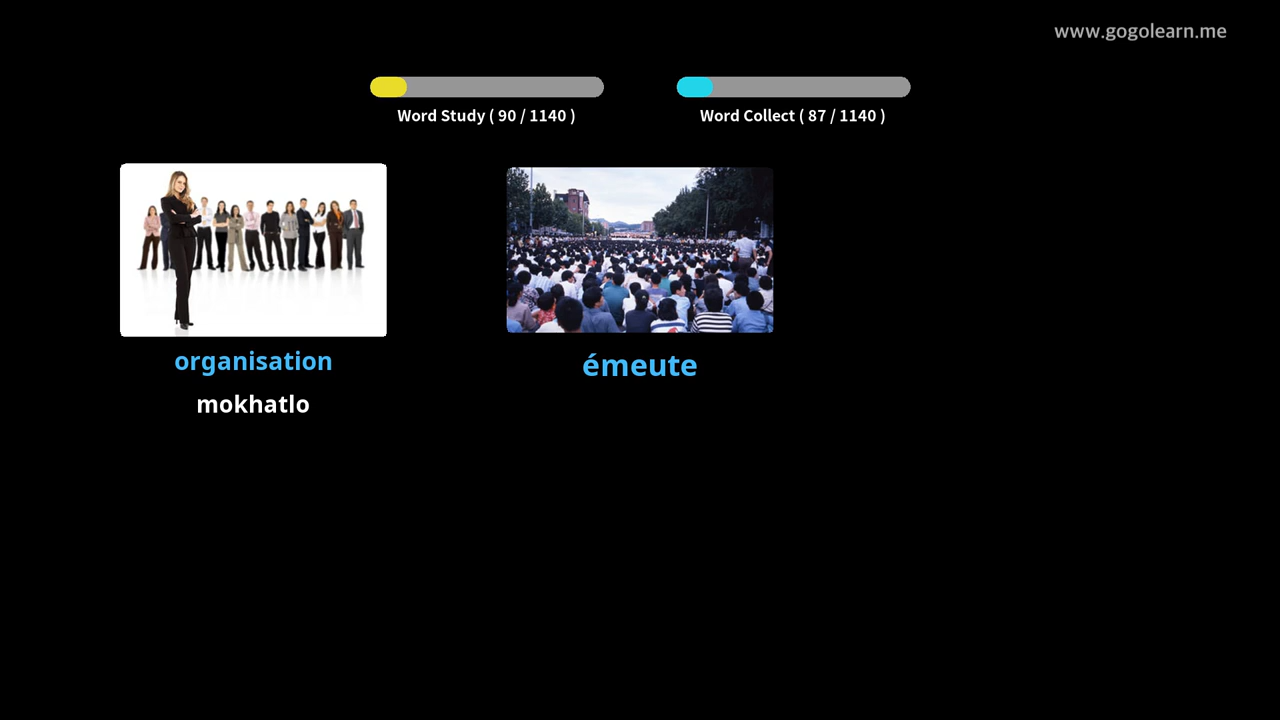 www.gogolearn.me
Word Study ( 90 / 1140 )
Word Collect ( 87 / 1140 )
organisation
mokhatlo
émeute